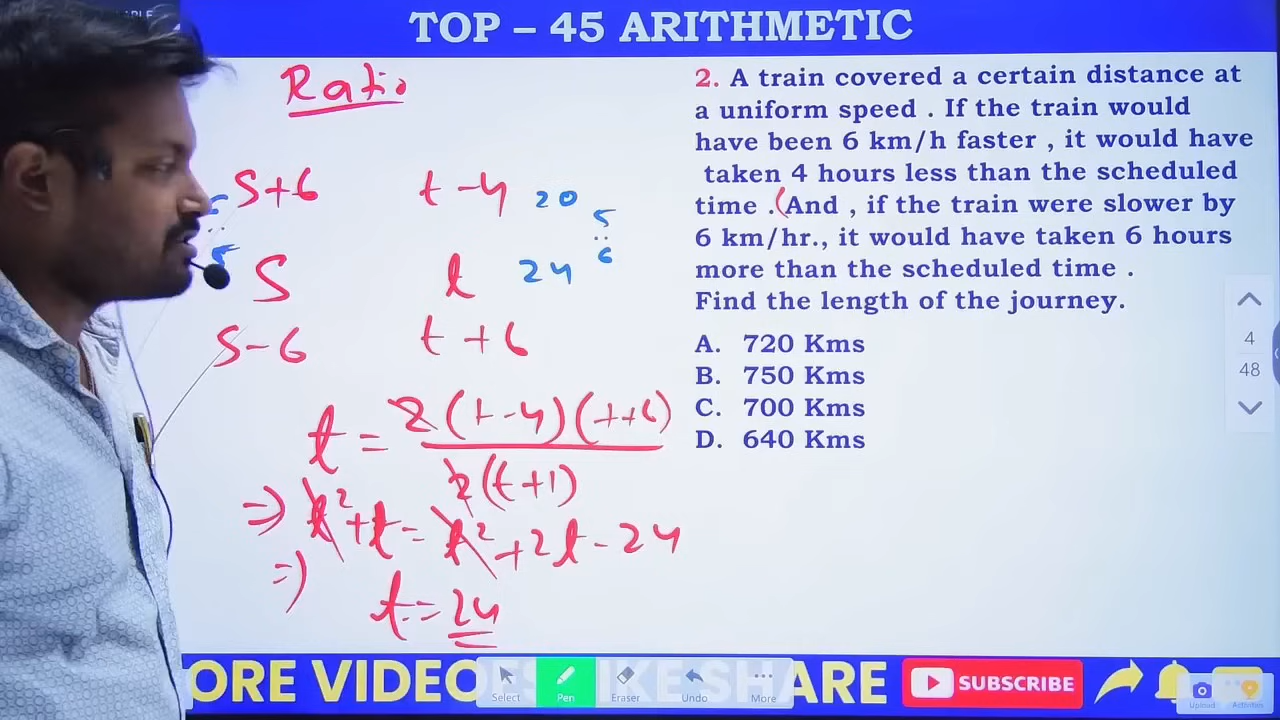 TOP – 45 ARITHMETIC
Ratio
S+6 t-4 20
5
:
6
S t 24
S-6 t+6
t = 2(t-4)(t+6)
2(t+1)
⇒ t²+t = t²+2t-24
⇒ t = 24
2. A train covered a certain distance at
a uniform speed . If the train would
have been 6 km/h faster , it would have
taken 4 hours less than the scheduled
time .(And , if the train were slower by
6 km/hr., it would have taken 6 hours
more than the scheduled time .
Find the length of the journey.
A. 720 Kms
B. 750 Kms
C. 700 Kms
D. 640 Kms
4
48
ORE VIDEO
ARE
SUBSCRIBE
Select Pen Eraser Undo More
Upload Activities